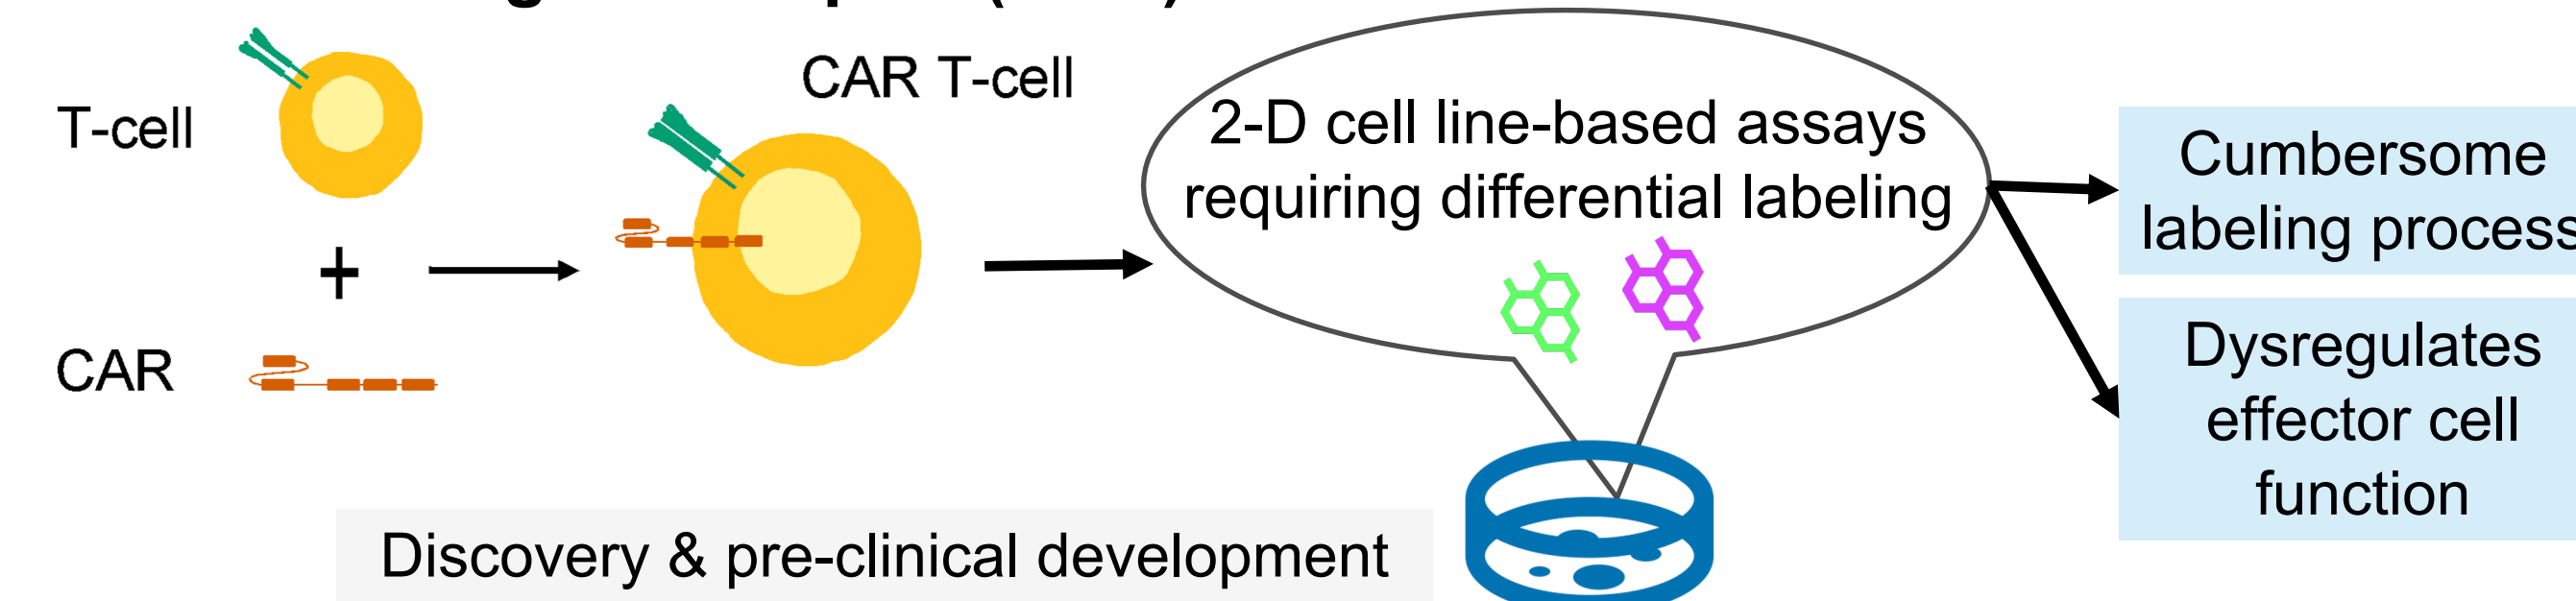 CAR T-cell
T-cell
+
CAR
2-D cell line-based assays
requiring differential labeling
Cumbersome
labeling process
Dysregulates
effector cell
function
Discovery & pre-clinical development